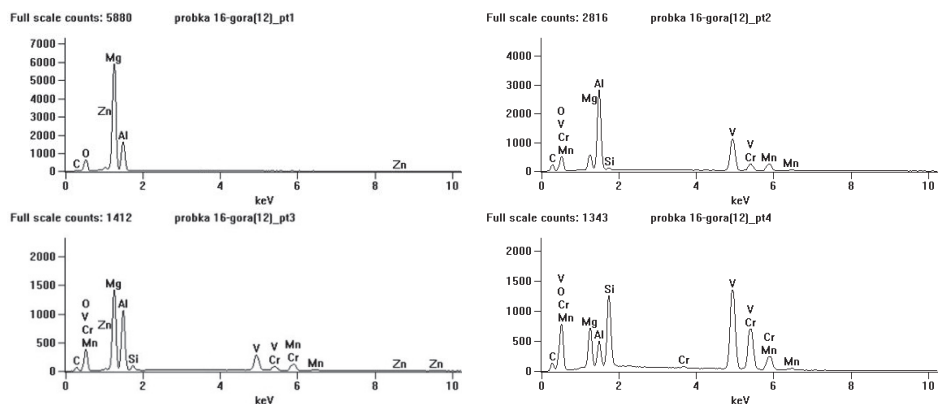 Full scale counts: 5880 probka 16-gora(12)_pt1
7000
6000
5000
4000
3000
2000
1000
0
Mg
Zn
Al
O
C
Zn
0 2 4 6 8 10
keV
Full scale counts: 2816 probka 16-gora(12)_pt2
4000
3000
2000
1000
0
Al
Mg
O
V
Cr
Mn
C
Si
V
V
Cr
Mn
Mn
0 2 4 6 8 10
keV
Full scale counts: 1412 probka 16-gora(12)_pt3
2000
1500
1000
500
0
Mg
Al
O
V
Cr
Zn
Mn
C
Si
V
V
Cr
Mn
Cr
Mn
Zn
Zn
0 2 4 6 8 10
keV
Full scale counts: 1343 probka 16-gora(12)_pt4
2000
1500
1000
500
0
V
O
Cr
Mn
C
Mg
Al
Si
Cr
V
V
Cr
Cr
Mn
Mn
0 2 4 6 8 10
keV